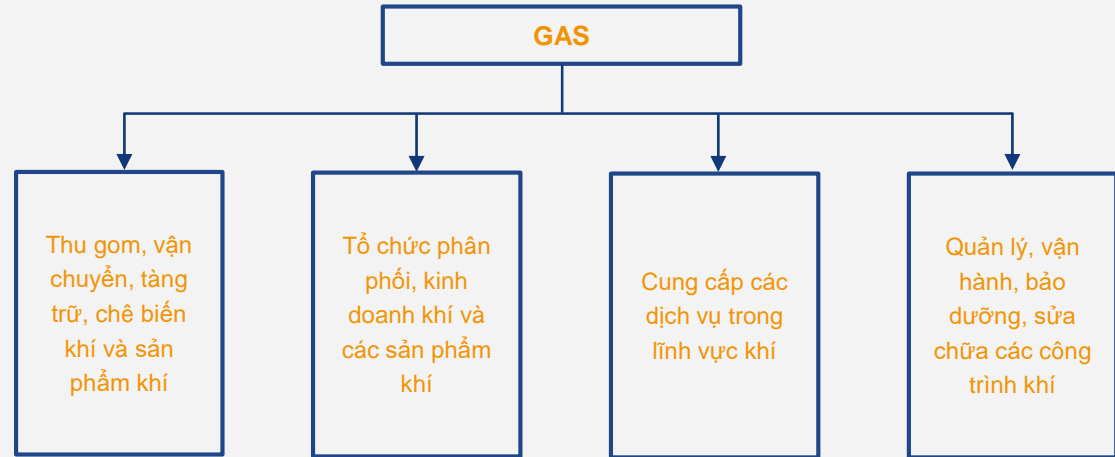 GAS
Thu gom, vận
chuyển, tàng
trữ, chê biến
khí và sản
phẩm khí
Tổ chức phân
phối, kinh
doanh khí và
các sản phẩm
khí
Cung cấp các
dịch vụ trong
lĩnh vực khí
Quản lý, vận
hành, bảo
dưỡng, sửa
chữa các công
trình khí